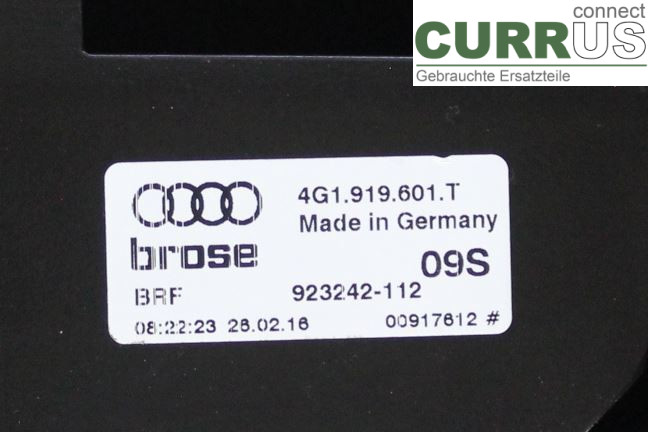 connect
CURRUS
Gebrauchte Ersatzteile
4G1.919.601.T
Made in Germany
brose
09S
BRF 923242-112
08:22:23 26.02.16 00917612 #